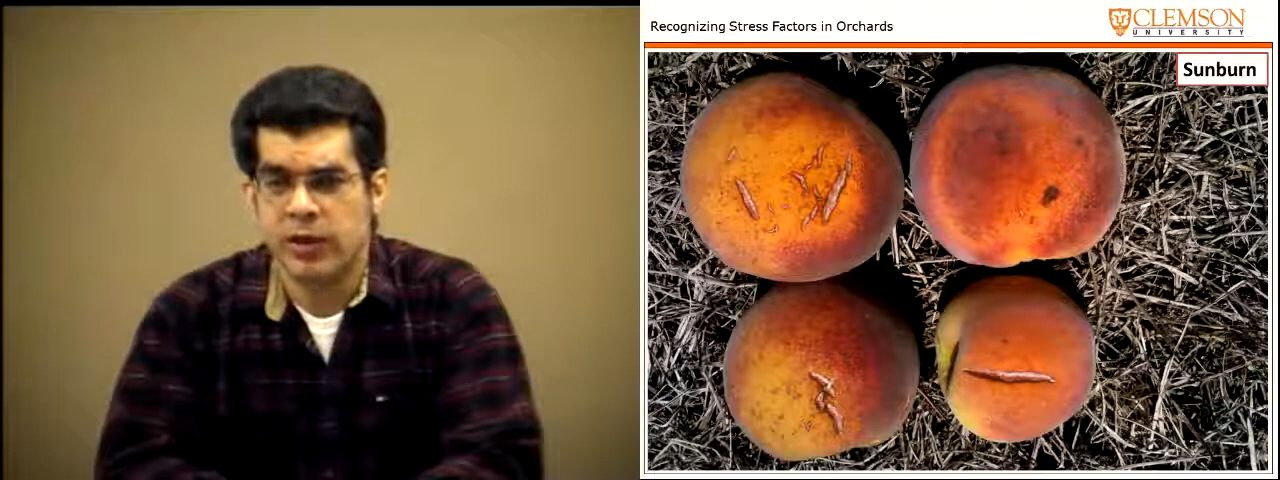 Recognizing Stress Factors in Orchards
CLEMSON
UNIVERSITY
Sunburn